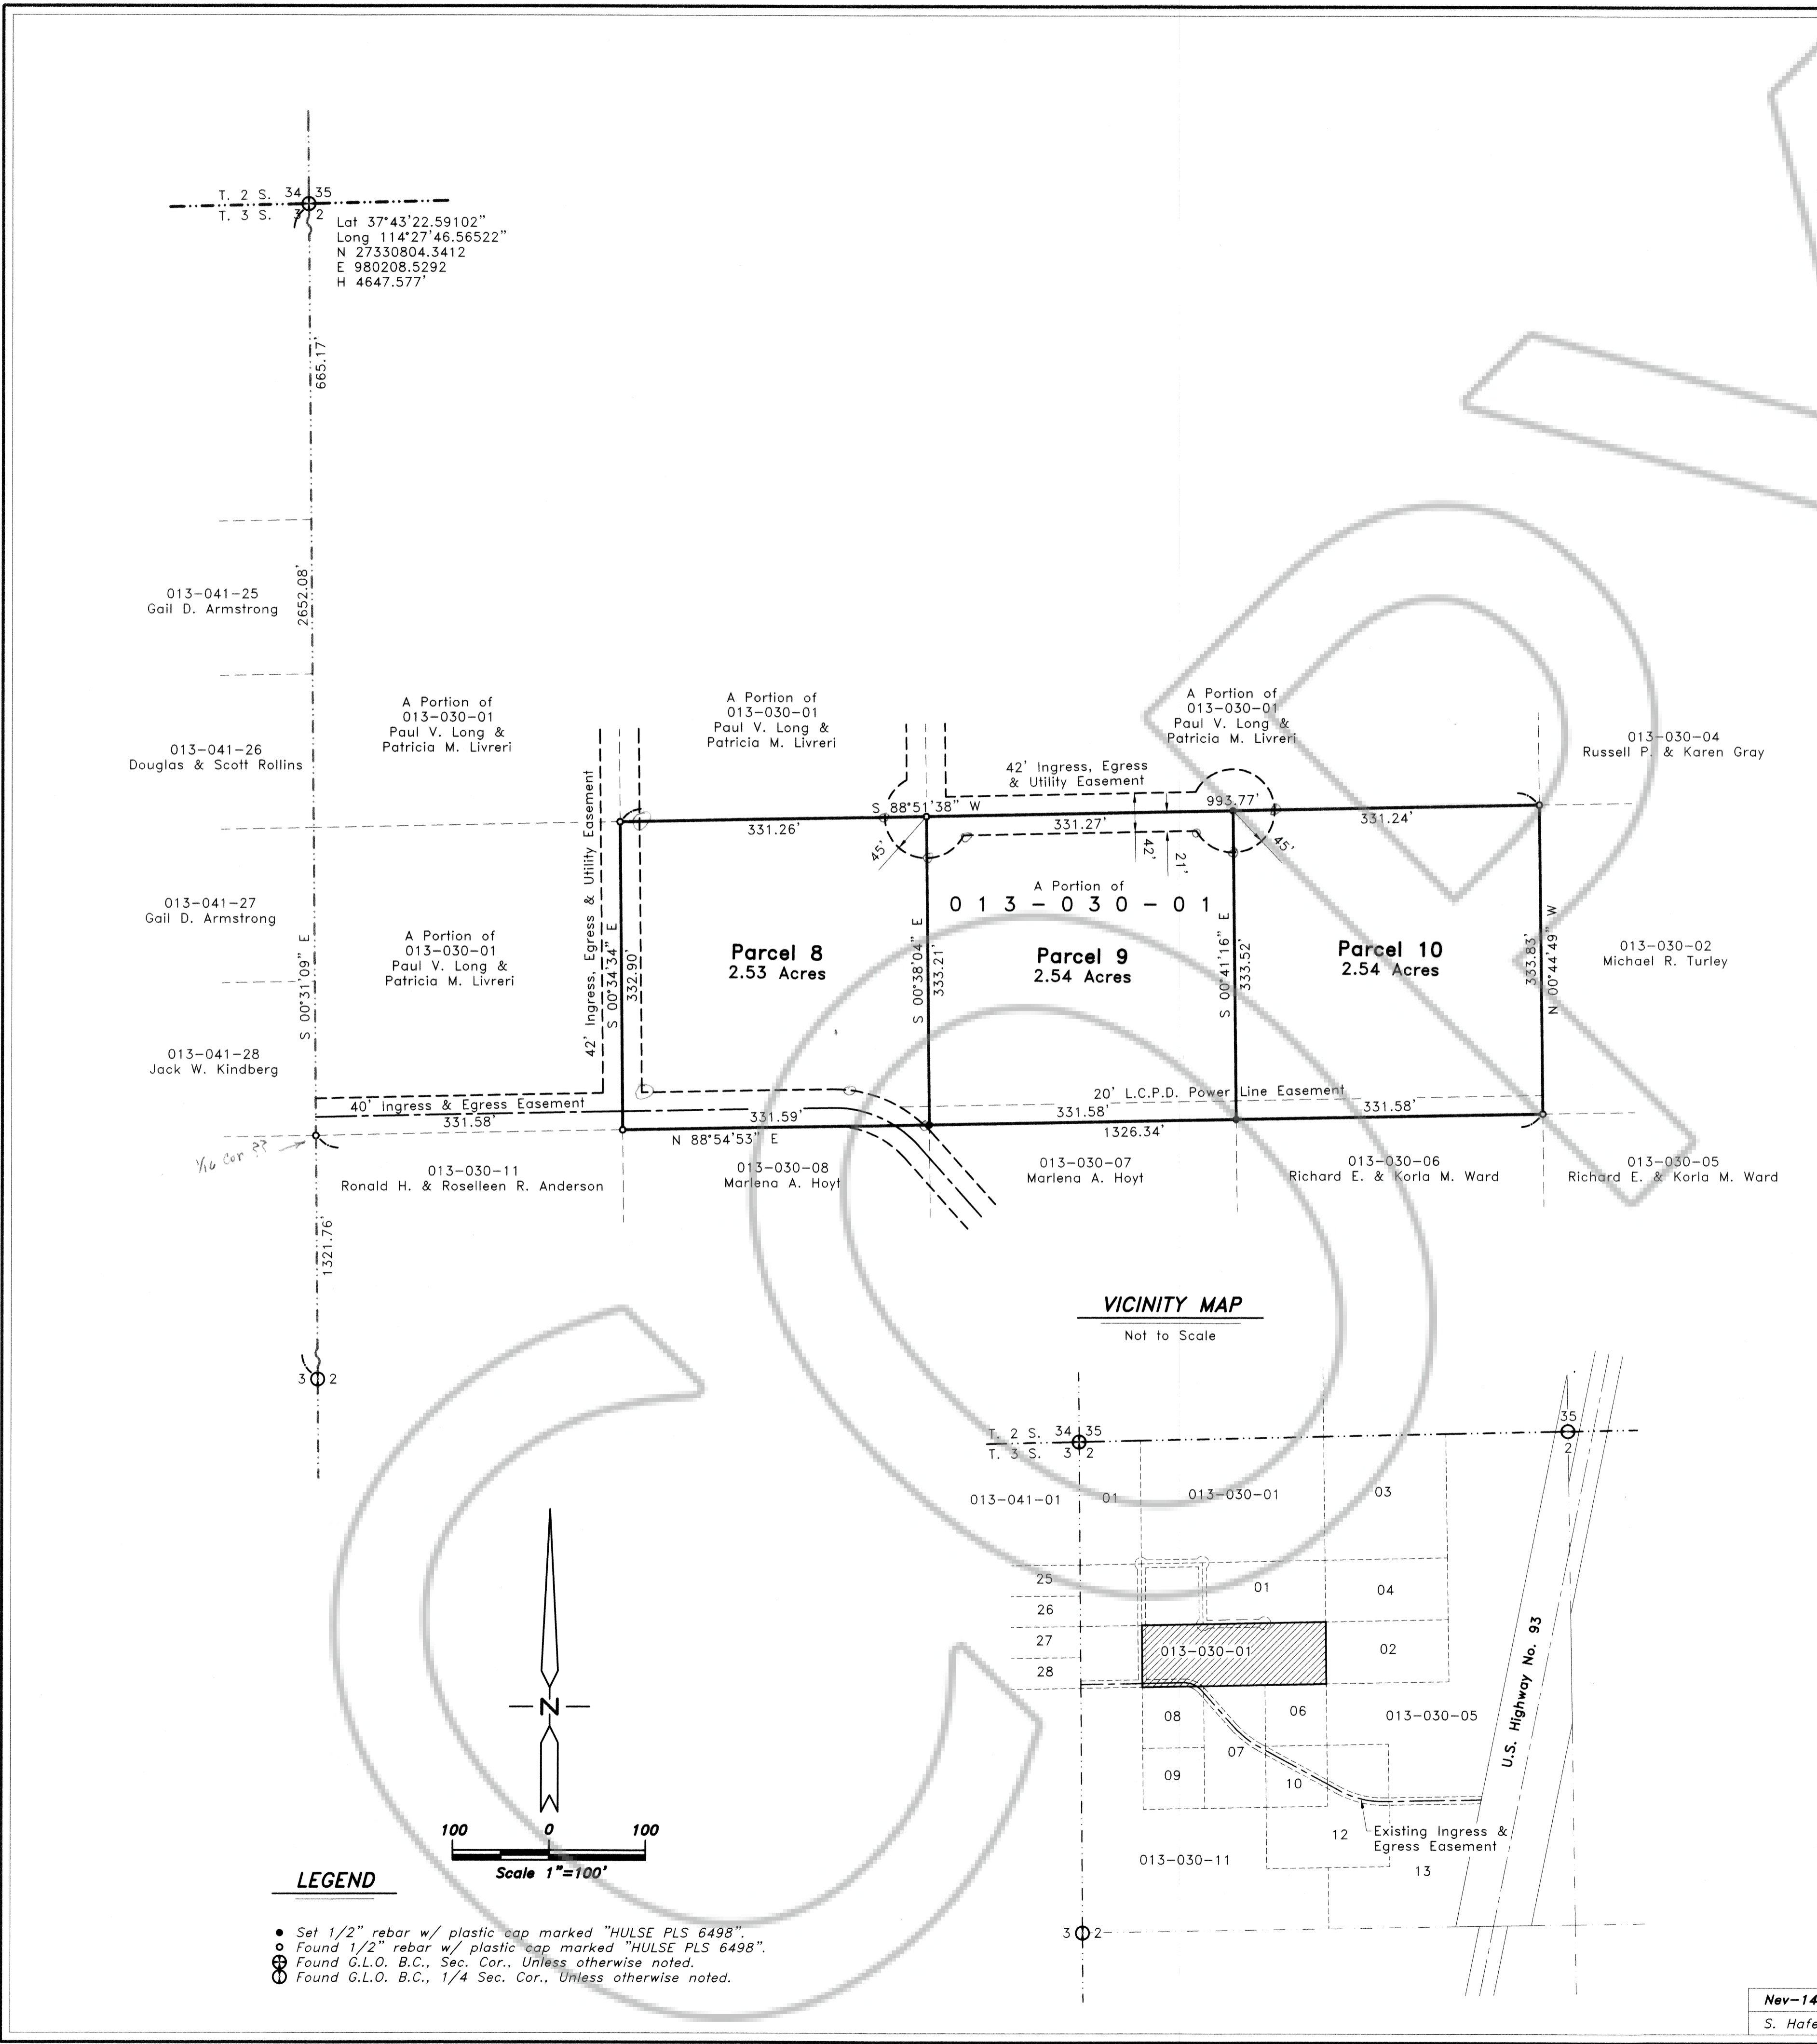 T. 2 S. 34 35
T. 3 S. 3 2
Lat 37°43'22.59102"
Long 114°27'46.56522"
N 27330804.3412
E 980208.5292
H 4647.577'
665.17'
2652.08'
S 00°31'09" E
1321.76'
3 2
013-041-25
Gail D. Armstrong
013-041-26
Douglas & Scott Rollins
013-041-27
Gail D. Armstrong
013-041-28
Jack W. Kindberg
A Portion of
013-030-01
Paul V. Long &
Patricia M. Livreri
A Portion of
013-030-01
Paul V. Long &
Patricia M. Livreri
A Portion of
013-030-01
Paul V. Long &
Patricia M. Livreri
013-030-04
Russell P. & Karen Gray
42' Ingress, Egress
& Utility Easement
42' Ingress, Egress & Utility Easement
S 88°51'38" W
993.77'
331.26'
331.27'
331.24'
45'
42'
21'
45'
A Portion of
013-030-01
A Portion of
013-030-01
Paul V. Long &
Patricia M. Livreri
S 00°34'34" E
332.90'
Parcel 8
2.53 Acres
S 00°38'04" E
333.21'
Parcel 9
2.54 Acres
S 00°41'16" E
333.52'
Parcel 10
2.54 Acres
333.83'
N 00°44'49" W
013-030-02
Michael R. Turley
20' L.C.P.D. Power Line Easement
40' Ingress & Egress Easement
331.58'
331.59'
331.58'
331.58'
N 88°54'53" E
1326.34'
1/16 cor ??
013-030-11
Ronald H. & Roselleen R. Anderson
013-030-08
Marlena A. Hoyt
013-030-07
Marlena A. Hoyt
013-030-06
Richard E. & Korla M. Ward
013-030-05
Richard E. & Korla M. Ward
VICINITY MAP
Not to Scale
T. 2 S. 34 35
T. 3 S. 3 2
35
2
013-041-01
01
013-030-01
03
25
26
27
28
01
04
013-030-01
02
08
06
013-030-05
07
09
10
12
13
Existing Ingress &
Egress Easement
013-030-11
U.S. Highway No. 93
3 2
N
100 0 100
Scale 1"=100'
LEGEND
Set 1/2" rebar w/ plastic cap marked "HULSE PLS 6498".
Found 1/2" rebar w/ plastic cap marked "HULSE PLS 6498".
Found G.L.O. B.C., Sec. Cor., Unless otherwise noted.
Found G.L.O. B.C., 1/4 Sec. Cor., Unless otherwise noted.
Nev-14
S. Hafe
COP